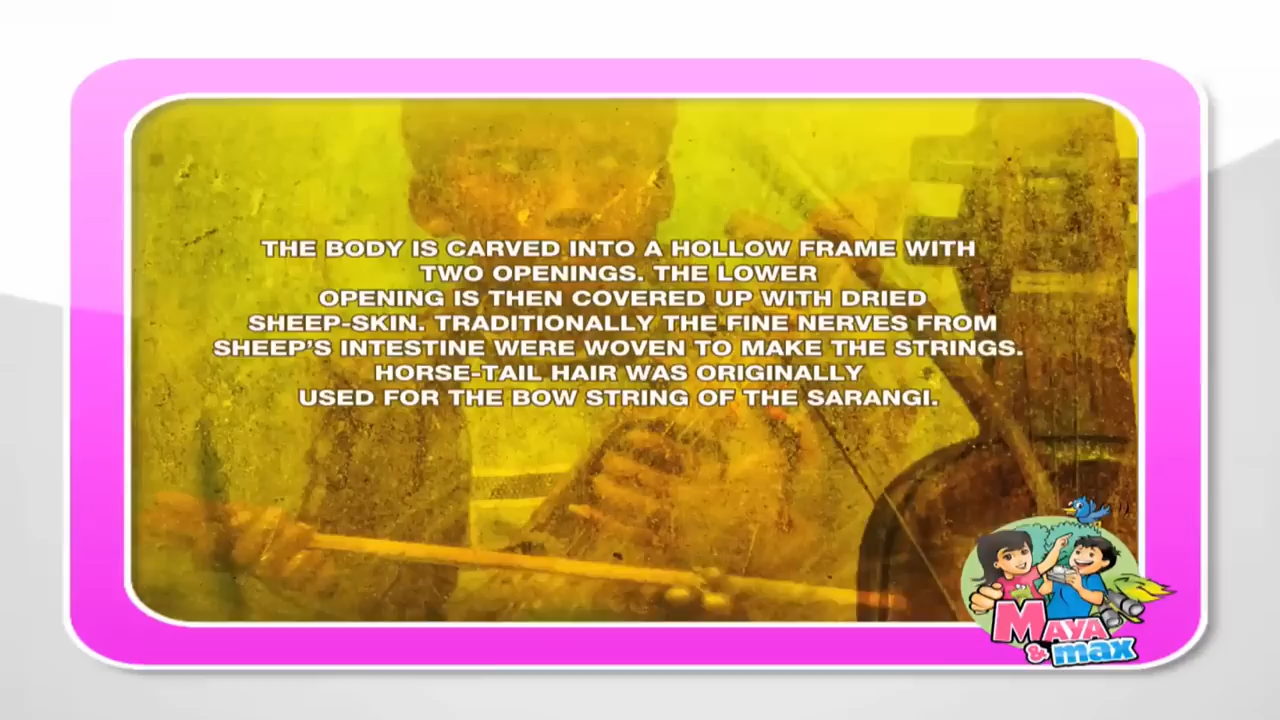 THE BODY IS CARVED INTO A HOLLOW FRAME WITH
TWO OPENINGS. THE LOWER
OPENING IS THEN COVERED UP WITH DRIED
SHEEP-SKIN. TRADITIONALLY THE FINE NERVES FROM
SHEEP'S INTESTINE WERE WOVEN TO MAKE THE STRINGS.
HORSE-TAIL HAIR WAS ORIGINALLY
USED FOR THE BOW STRING OF THE SARANGI.
MAYA
& max